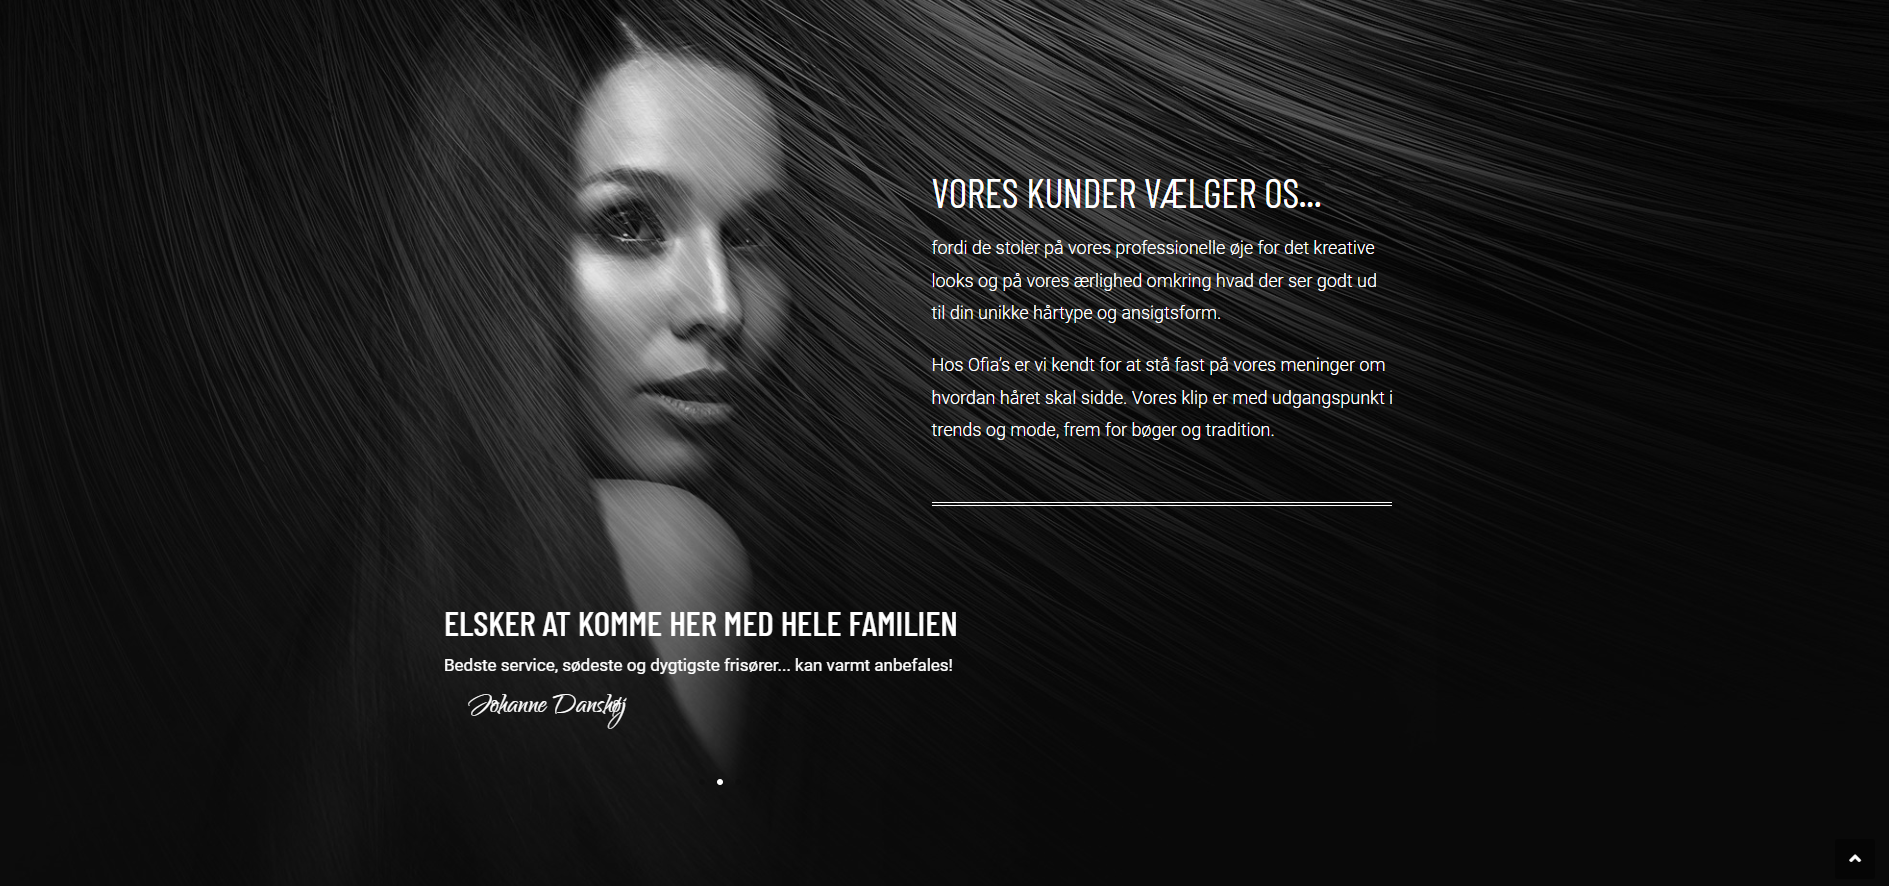 VORES KUNDER VÆLGER OS...
fordi de stoler på vores professionelle øje for det kreative
looks og på vores ærlighed omkring hvad der ser godt ud
til din unikke hårtype og ansigtsform.
Hos Ofia’s er vi kendt for at stå fast på vores meninger om
hvordan håret skal sidde. Vores klip er med udgangspunkt i
trends og mode, frem for bøger og tradition.
ELSKER AT KOMME HER MED HELE FAMILIEN
Bedste service, sødeste og dygtigste frisører... kan varmt anbefales!
Johanne Danshøj